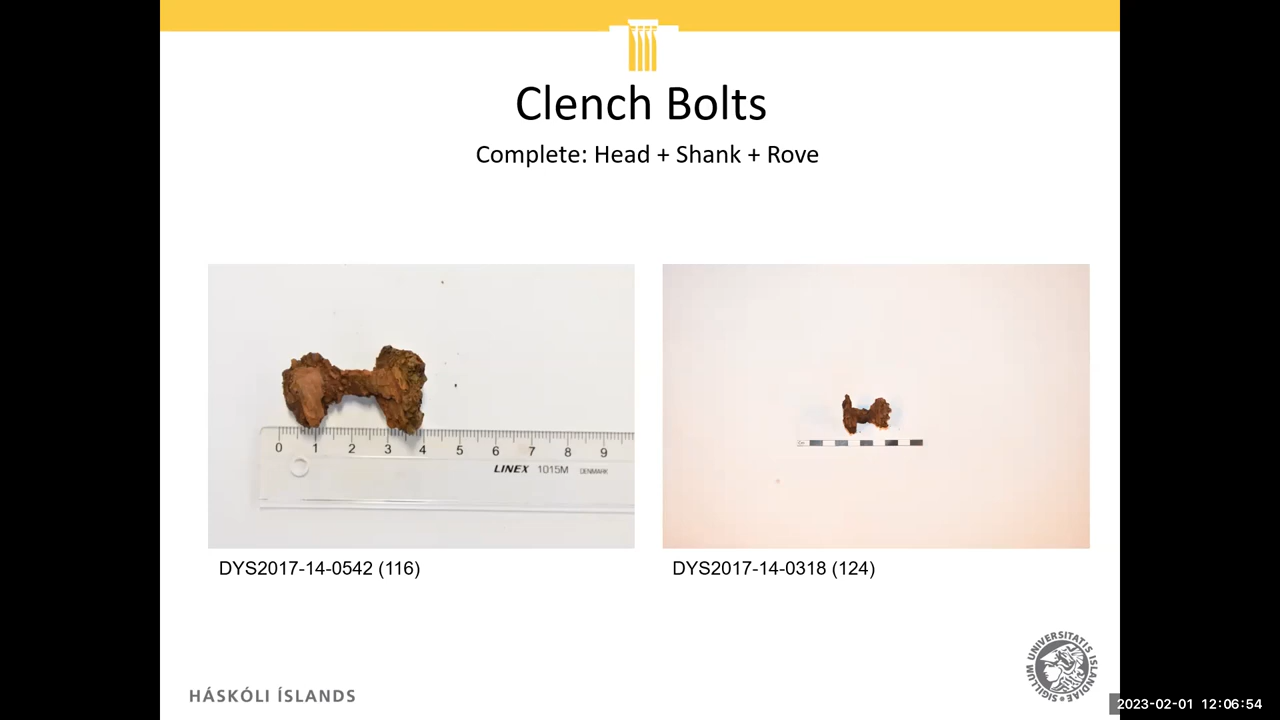 Clench Bolts
Complete: Head + Shank + Rove
0 1 2 3 4 5 6 7 8 9
LINEX 1015M DENMARK
DYS2017-14-0542 (116)
DYS2017-14-0318 (124)
HÁSKÓLI ÍSLANDS
SIGILLUM UNIVERSITATIS ISLANDIAE
2023-02-01 12:06:54